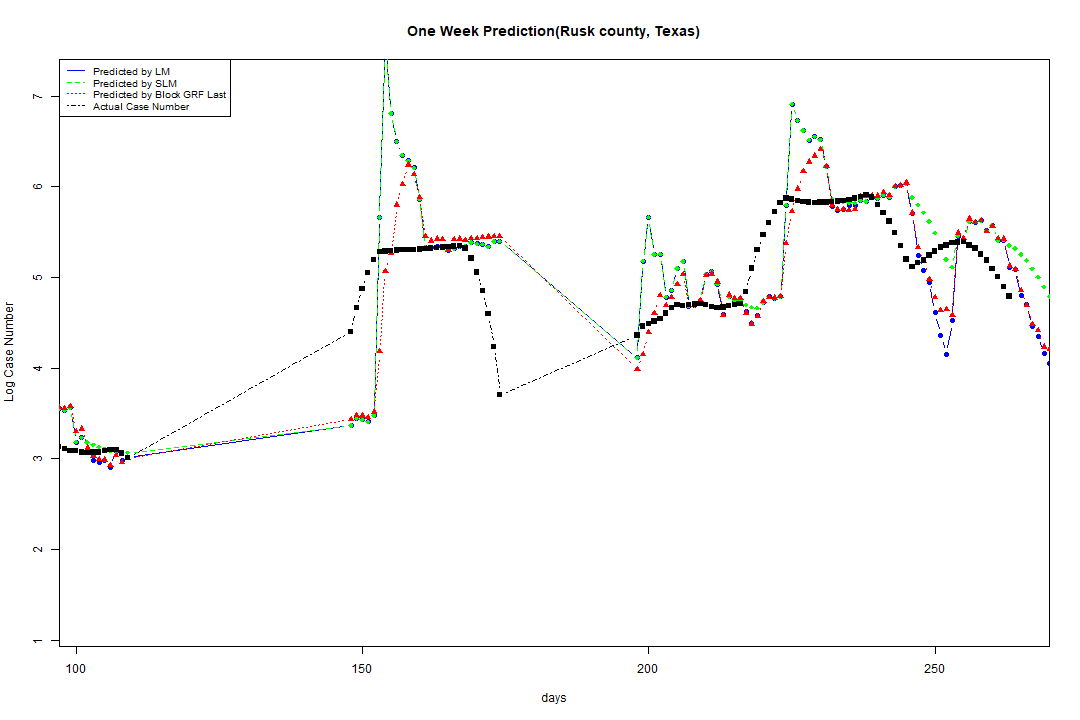 One Week Prediction(Rusk county, Texas)
Predicted by LM
Predicted by SLM
Predicted by Block GRF Last
Actual Case Number
7
6
5
4
3
2
1
Log Case Number
100 150 200 250
days